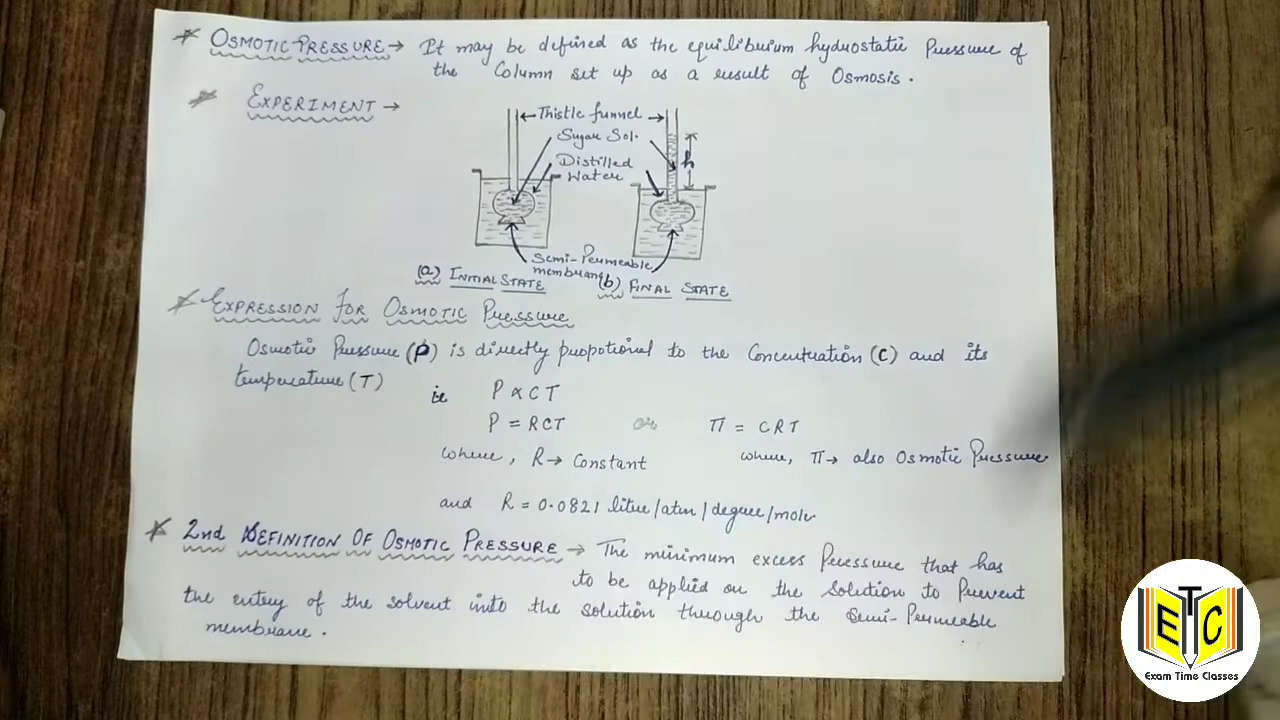 * OSMOTIC PRESSURE → It may be defined as the equilibrium hydrostatic Pressure of
the Column set up as a result of Osmosis.
* EXPERIMENT →
Thistle funnel
Sugar Sol.
h
Distilled
Water
Semi-Permeable
membrane
(a) INITIAL STATE
(b) FINAL STATE
* EXPRESSION FOR OSMOTIC PRESSURE
Osmotic Pressure (P) is directly propotional to the Concentration (C) and its
temperature (T)
ie P ∝ CT
P = RCT or π = CRT
where, R → Constant where, π → also Osmotic Pressure
and R = 0.0821 litre/atm/degree/mole
* 2nd DEFINITION OF OSMOTIC PRESSURE → The minimum excess Pressure that has
to be applied on the solution to Prevent
the entry of the solvent into the solution through the Semi-Permeable
membrane.
ETC
Exam Time Classes